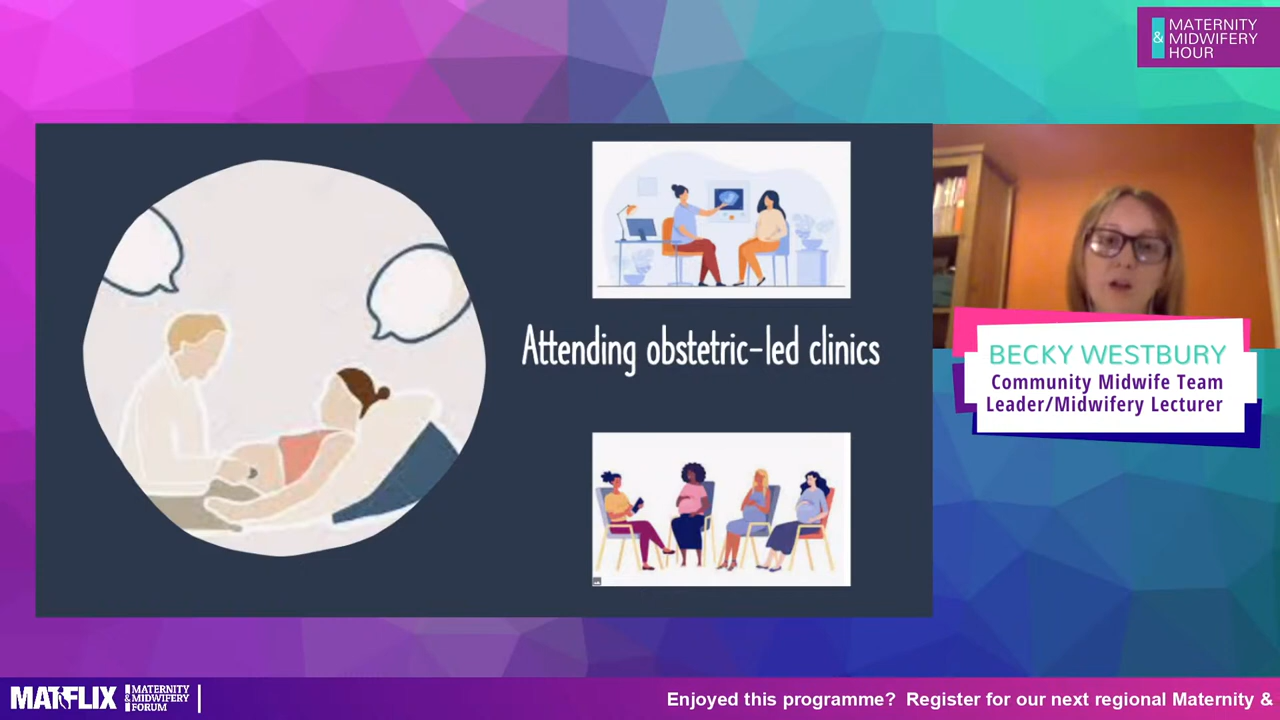 &
MATERNITY
MIDWIFERY
HOUR
Attending obstetric-led clinics
BECKY WESTBURY
Community Midwife Team
Leader/Midwifery Lecturer
MATFLIX
MATERNITY
& MIDWIFERY
FORUM
Enjoyed this programme? Register for our next regional Maternity &